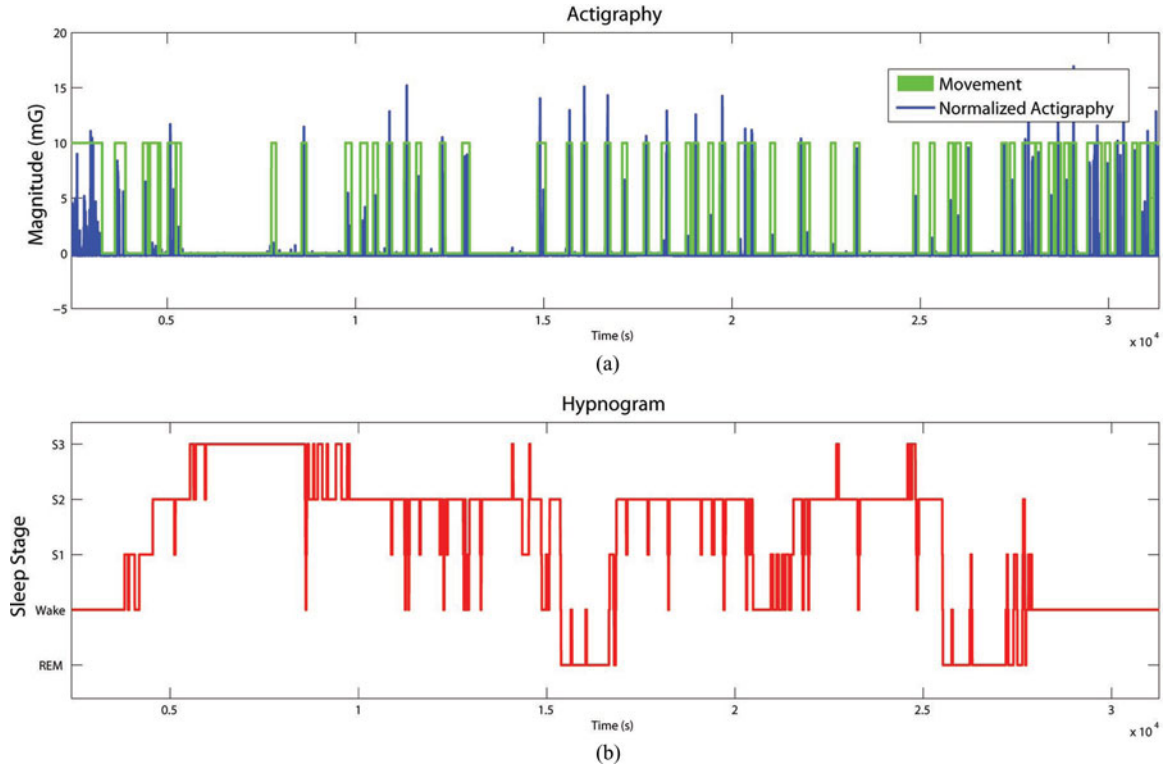 Actigraphy
Magnitude (mG)
20
15
10
5
0
−5
Movement
Normalized Actigraphy
0.5
1
1.5
2
2.5
3
x 10⁴
Time (s)
(a)
Hypnogram
Sleep Stage
S3
S2
S1
Wake
REM
0.5
1
1.5
2
2.5
3
x 10⁴
Time (s)
(b)